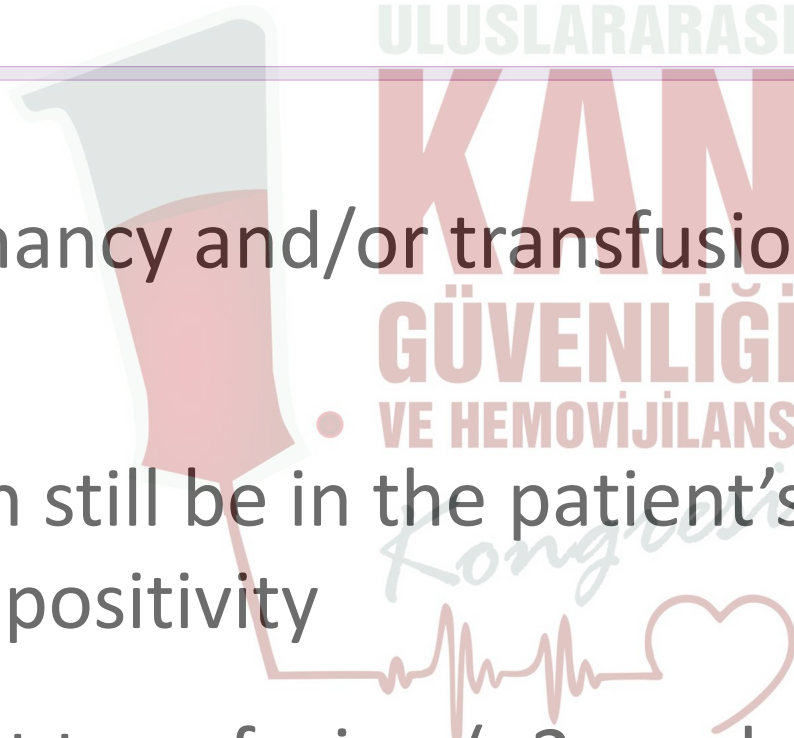 ULUSLARARASI
KAN
nancy and/or transfusio
GÜVENLİĞİ
VE HEMOVİJİLANS
n still be in the patient’s
Kongresi
positivity